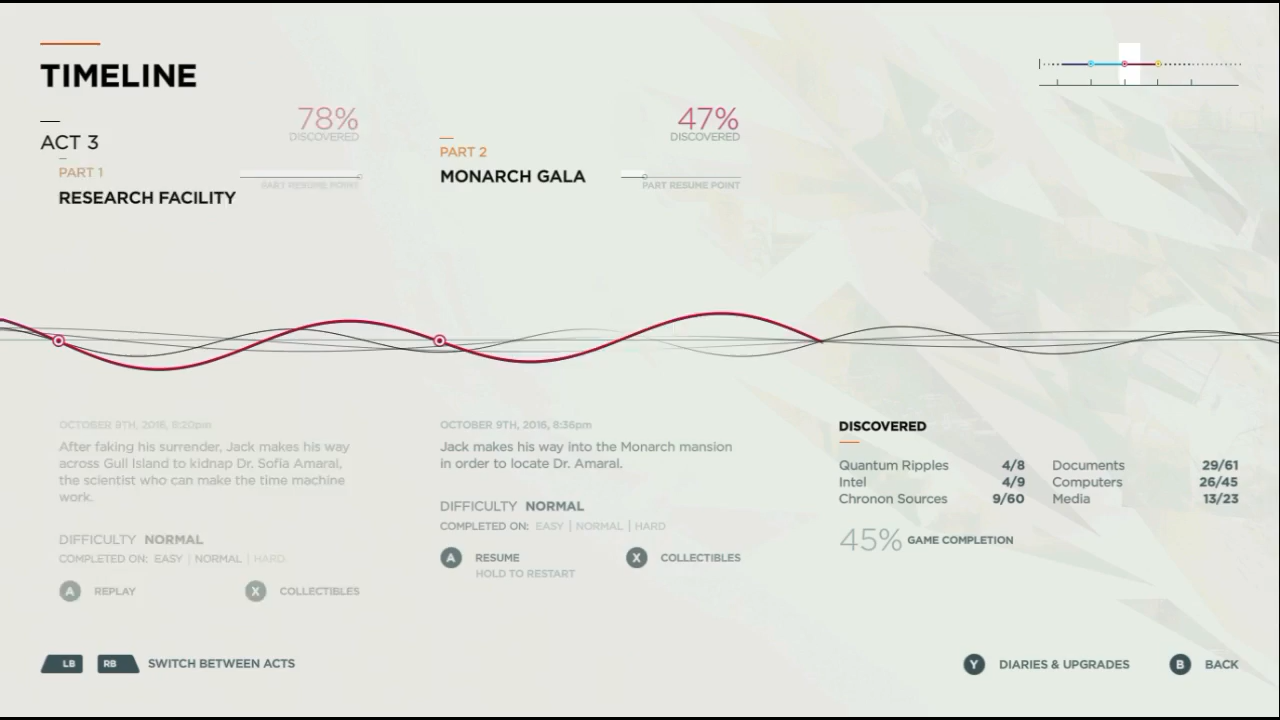 TIMELINE
ACT 3
78%
DISCOVERED
PART 1
PART RESUME POINT
RESEARCH FACILITY
47%
DISCOVERED
PART 2
MONARCH GALA
PART RESUME POINT
OCTOBER 9TH, 2016, 8:20pm
After faking his surrender, Jack makes his way
across Gull Island to kidnap Dr. Sofia Amaral,
the scientist who can make the time machine
work.
DIFFICULTY NORMAL
COMPLETED ON: EASY | NORMAL | HARD
A REPLAY X COLLECTIBLES
OCTOBER 9TH, 2016, 8:36pm
Jack makes his way into the Monarch mansion
in order to locate Dr. Amaral.
DIFFICULTY NORMAL
COMPLETED ON: EASY | NORMAL | HARD
A RESUME X COLLECTIBLES
HOLD TO RESTART
DISCOVERED
Quantum Ripples 4/8 Documents 29/61
Intel 4/9 Computers 26/45
Chronon Sources 9/60 Media 13/23
45% GAME COMPLETION
LB RB SWITCH BETWEEN ACTS
Y DIARIES & UPGRADES B BACK